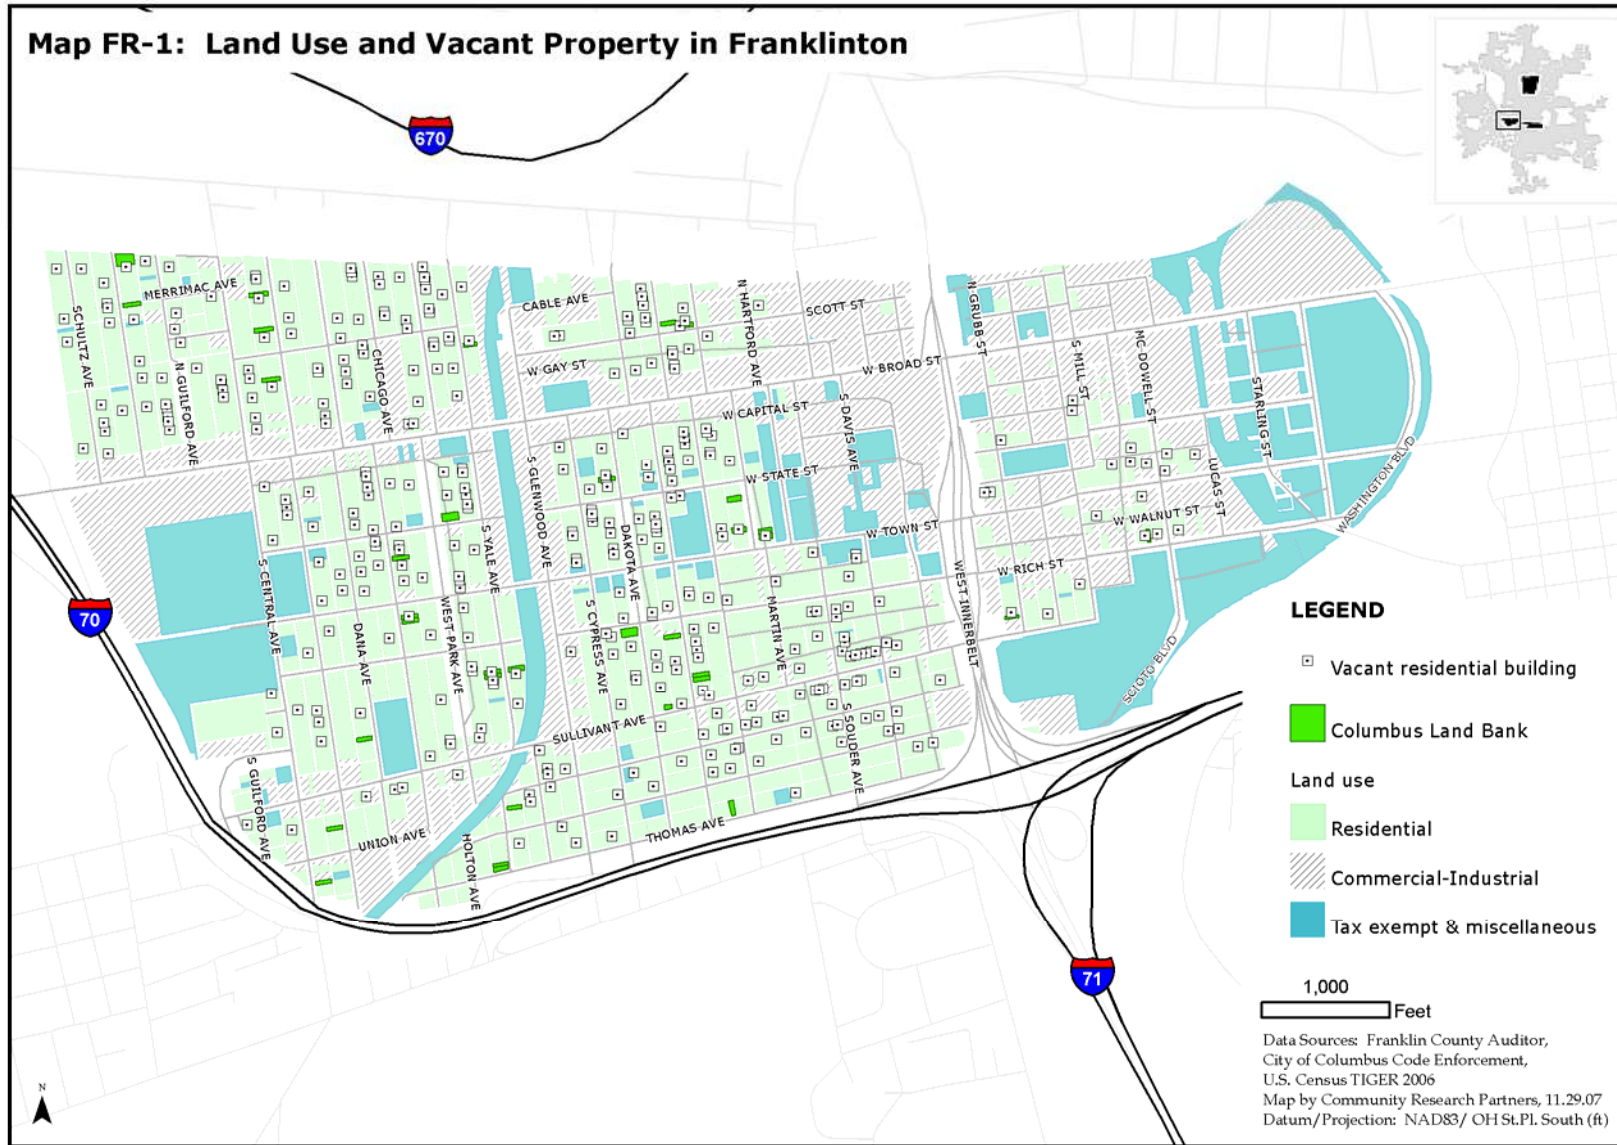 Map FR-1: Land Use and Vacant Property in Franklinton
670
MERRIMAC AVE
SCHULTZ AVE
N GUILFORD AVE
CHICAGO AVE
CABLE AVE
W GAY ST
N HARTFORD AVE
SCOTT ST
W BROAD ST
W CAPITAL ST
S DAVIS AVE
N GRUBB ST
S MILL ST
MC DOWELL ST
STARLING ST
LUCAS ST
WASHINGTON BLVD
W STATE ST
W TOWN ST
W WALNUT ST
W RICH ST
S GLENWOOD AVE
DAKOTA AVE
S YALE AVE
S CENTRAL AVE
DANA AVE
WEST PARK AVE
S CYPRESS AVE
MARTIN AVE
WEST INNERBELT
SCIOTO BLVD
SULLIVANT AVE
S SOUDER AVE
S GUILFORD AVE
UNION AVE
HOLTON AVE
THOMAS AVE
70
71
LEGEND
Vacant residential building
Columbus Land Bank
Land use
Residential
Commercial-Industrial
Tax exempt & miscellaneous
1,000
Feet
Data Sources: Franklin County Auditor,
City of Columbus Code Enforcement,
U.S. Census TIGER 2006
Map by Community Research Partners, 11.29.07
Datum/Projection: NAD83/ OH St.Pl. South (ft)
N